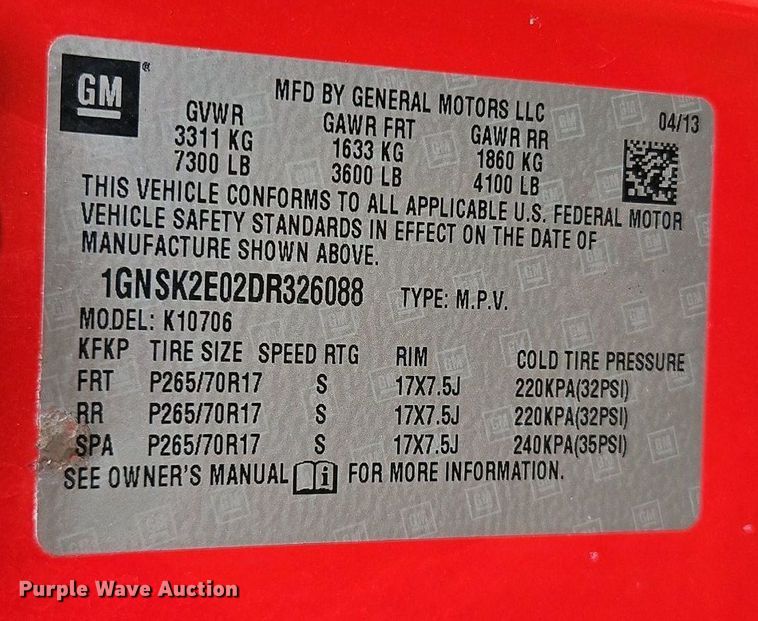 GM ®
MFD BY GENERAL MOTORS LLC
04/13
GVWR GAWR FRT GAWR RR
3311 KG 1633 KG 1860 KG
7300 LB 3600 LB 4100 LB
THIS VEHICLE CONFORMS TO ALL APPLICABLE U.S. FEDERAL MOTOR
VEHICLE SAFETY STANDARDS IN EFFECT ON THE DATE OF
MANUFACTURE SHOWN ABOVE.
1GNSK2E02DR326088 TYPE: M.P.V.
MODEL: K10706
KFKP TIRE SIZE SPEED RTG RIM COLD TIRE PRESSURE
FRT P265/70R17 S 17X7.5J 220KPA(32PSI)
RR P265/70R17 S 17X7.5J 220KPA(32PSI)
SPA P265/70R17 S 17X7.5J 240KPA(35PSI)
SEE OWNER'S MANUAL FOR MORE INFORMATION.
Purple Wave Auction